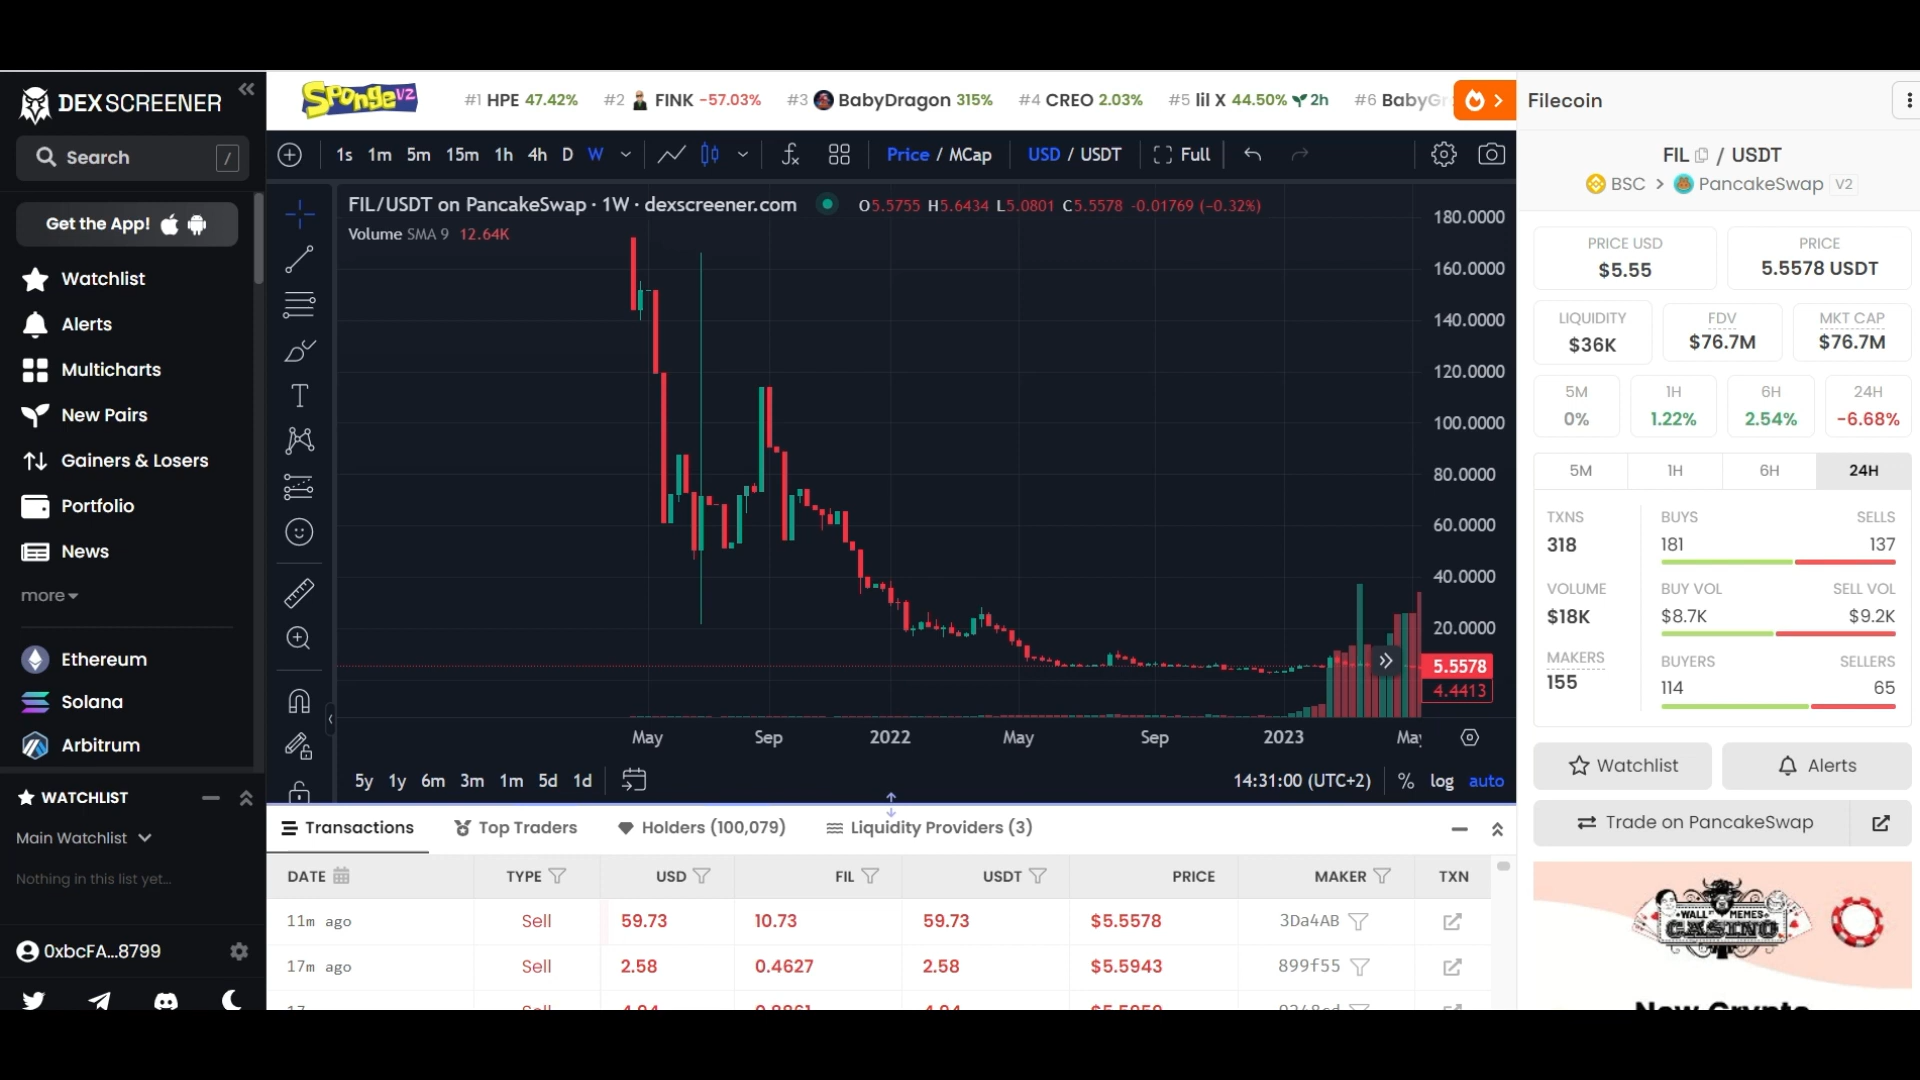 DEX SCREENER
Search /
Get the App!
Watchlist
Alerts
Multicharts
New Pairs
Gainers & Losers
Portfolio
News
more
Ethereum
Solana
Arbitrum
WATCHLIST
Main Watchlist
Nothing in this list yet...
0xbcFA...8799
Sponge V2 #1 HPE 47.42% #2 FINK -57.03% #3 BabyDragon 315% #4 CREO 2.03% #5 lil X 44.50% 2h #6 BabyGr
1s 1m 5m 15m 1h 4h D W Price / MCap USD / USDT Full
FIL/USDT on PancakeSwap · 1W · dexscreener.com O5.5755 H5.6434 L5.0801 C5.5578 -0.01769 (-0.32%)
Volume SMA 9 12.64K
180.0000
160.0000
140.0000
120.0000
100.0000
80.0000
60.0000
40.0000
20.0000
5.5578
4.4413
May Sep 2022 May Sep 2023 May
5y 1y 6m 3m 1m 5d 1d 14:31:00 (UTC+2) % log auto
Transactions Top Traders Holders (100,079) Liquidity Providers (3)
DATE TYPE USD FIL USDT PRICE MAKER TXN
11m ago Sell 59.73 10.73 59.73 $5.5578 3Da4AB
17m ago Sell 2.58 0.4627 2.58 $5.5943 899f55
Filecoin
FIL / USDT
BSC > PancakeSwap V2
PRICE USD PRICE
$5.55 5.5578 USDT
LIQUIDITY FDV MKT CAP
$36K $76.7M $76.7M
5M 1H 6H 24H
0% 1.22% 2.54% -6.68%
5M 1H 6H 24H
TXNS BUYS SELLS
318 181 137
VOLUME BUY VOL SELL VOL
$18K $8.7K $9.2K
MAKERS BUYERS SELLERS
155 114 65
Watchlist Alerts
Trade on PancakeSwap
WALL ST MEMES
CASINO
New Crypto